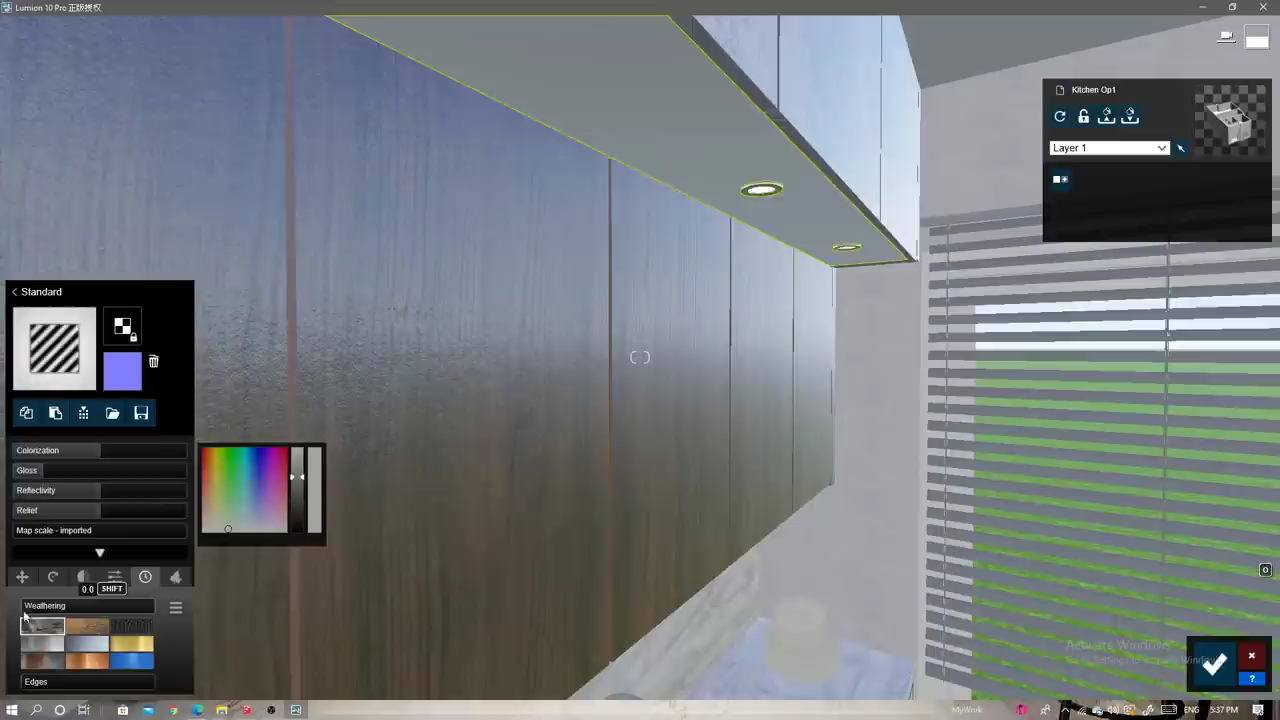 Lumion 10 Pro 正版授权
Kitchen Op1
Layer 1
Standard
Colorization
Gloss
Reflectivity
Relief
Map scale - imported
0.0 SHIFT
Weathering
Edges
Activate Windows
MyWork
ENG
5:37 PM